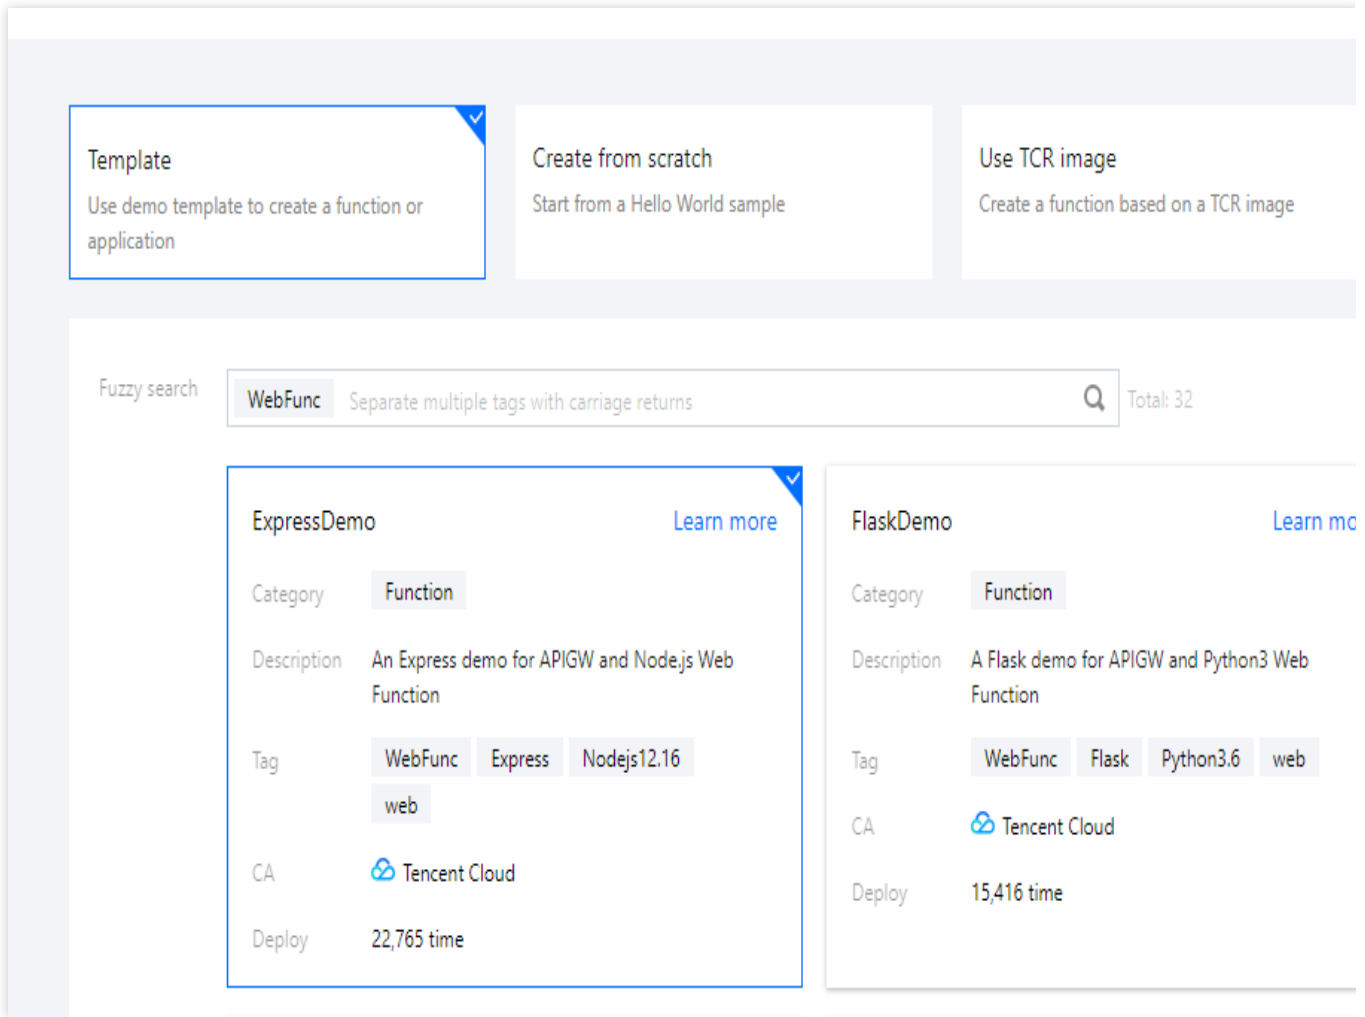 Template
Use demo template to create a function or
application
Create from scratch
Start from a Hello World sample
Use TCR image
Create a function based on a TCR image
Fuzzy search
WebFunc Separate multiple tags with carriage returns
Total: 32
ExpressDemo Learn more
Category Function
Description An Express demo for APIGW and Node.js Web
Function
Tag WebFunc Express Nodejs12.16
web
CA Tencent Cloud
Deploy 22,765 time
FlaskDemo Learn mo
Category Function
Description A Flask demo for APIGW and Python3 Web
Function
Tag WebFunc Flask Python3.6 web
CA Tencent Cloud
Deploy 15,416 time